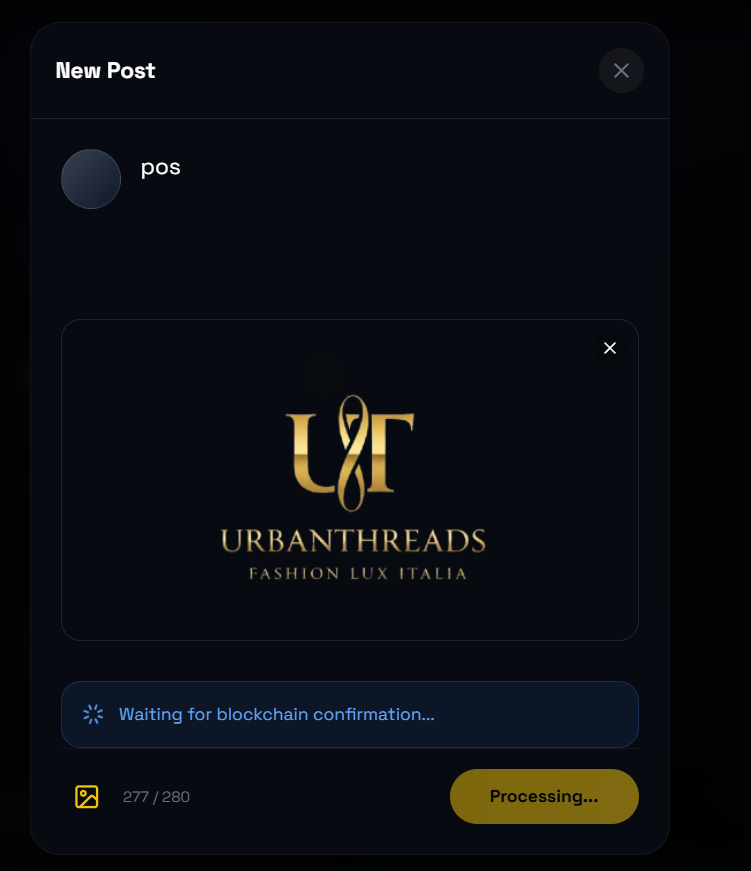 New Post
pos
UT
URBANTHREADS
FASHION LUX ITALIA
Waiting for blockchain confirmation...
277 / 280
Processing...